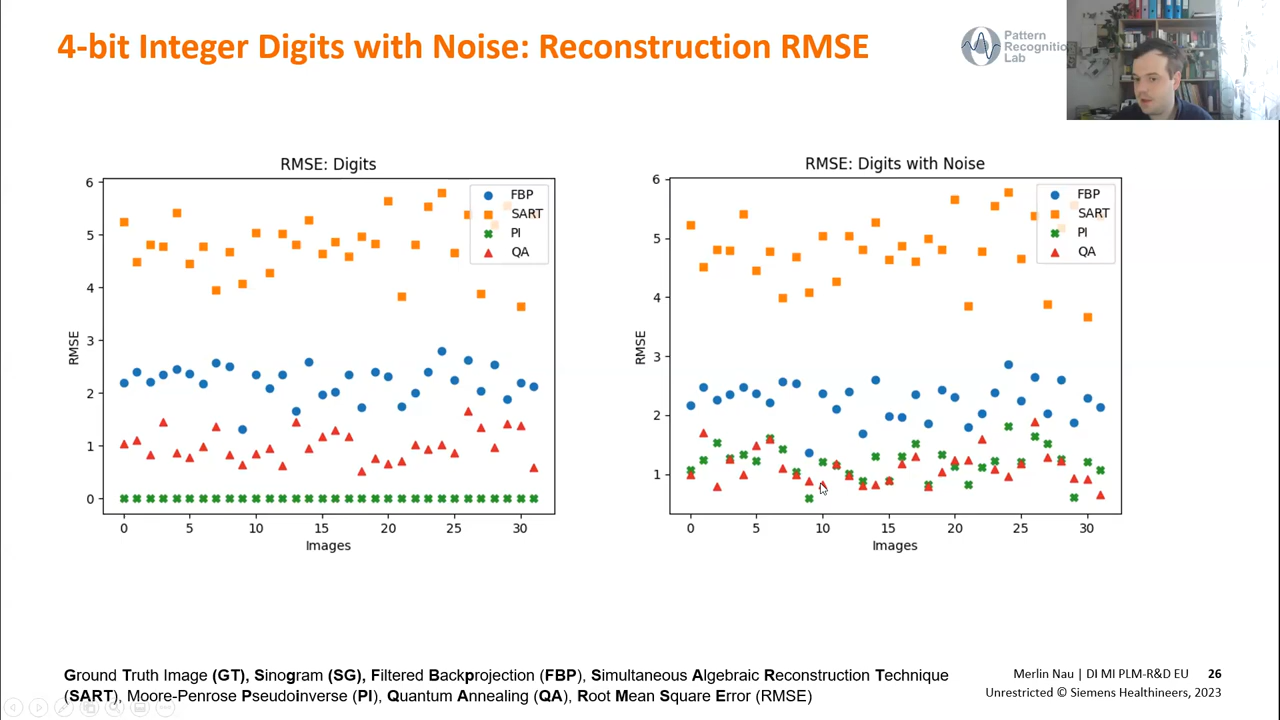 4-bit Integer Digits with Noise: Reconstruction RMSE
Pattern
Recognition
Lab
RMSE: Digits
RMSE
6
5
4
3
2
1
0
0 5 10 15 20 25 30
Images
FBP
SART
PI
QA
RMSE: Digits with Noise
RMSE
6
5
4
3
2
1
0 5 10 15 20 25 30
Images
FBP
SART
PI
QA
Ground Truth Image (GT), Sinogram (SG), Filtered Backprojection (FBP), Simultaneous Algebraic Reconstruction Technique
(SART), Moore-Penrose Pseudoinverse (PI), Quantum Annealing (QA), Root Mean Square Error (RMSE)
Merlin Nau | DI MI PLM-R&D EU 26
Unrestricted © Siemens Healthineers, 2023